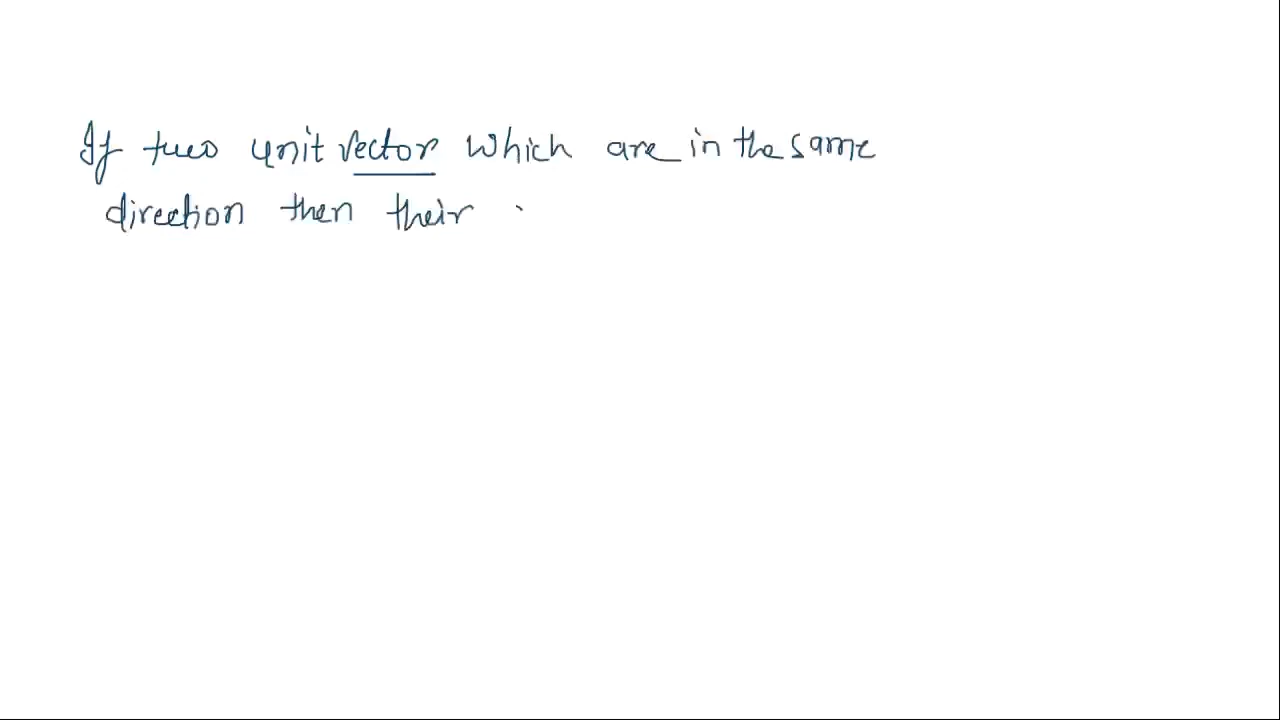 If two unit vector which are in the same
direction then their